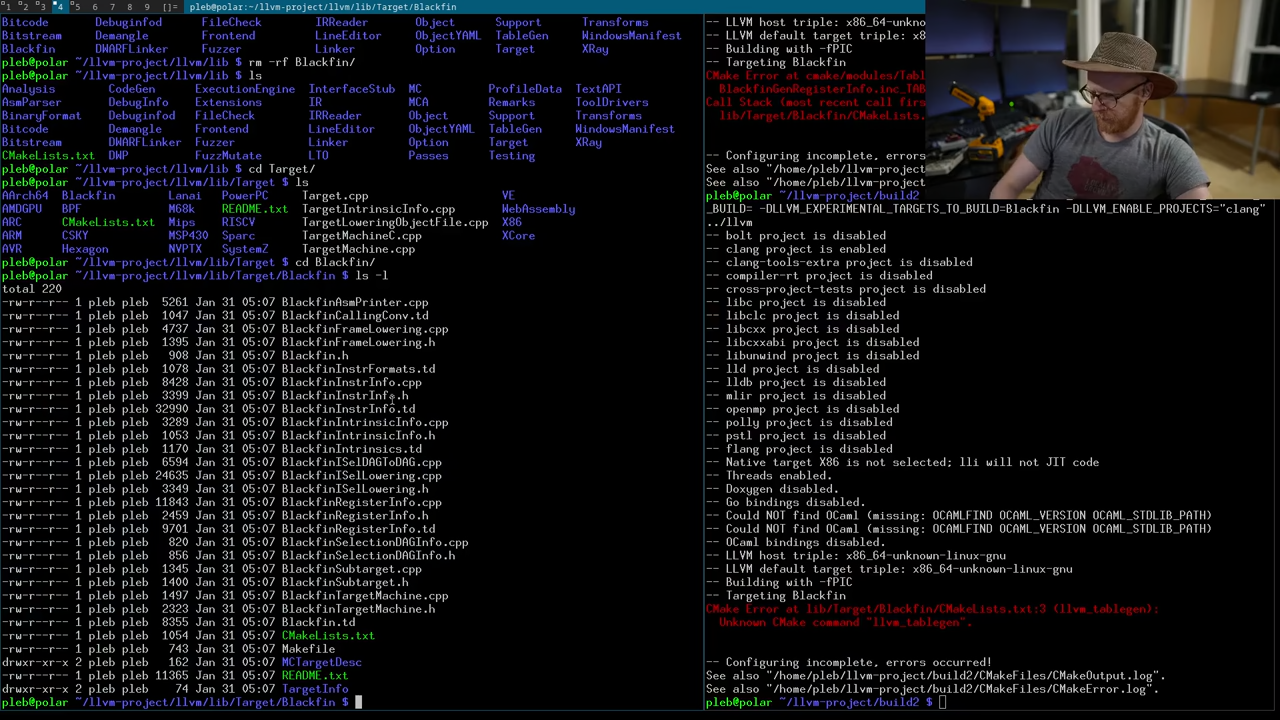 1 2 3 4 5 6 7 8 9 []= pleb@polar:~/llvm-project/llvm/lib/Target/Blackfin
Bitcode Debuginfod FileCheck IRReader Object Support Transforms
Bitstream Demangle Frontend LineEditor ObjectYAML TableGen WindowsManifest
Blackfin DWARFLinker Fuzzer Linker Option Target XRay
pleb@polar ~/llvm-project/llvm/lib $ rm -rf Blackfin/
pleb@polar ~/llvm-project/llvm/lib $ ls
Analysis CodeGen ExecutionEngine InterfaceStub MC ProfileData TextAPI
AsmParser DebugInfo Extensions IR MCA Remarks ToolDrivers
BinaryFormat Debuginfod FileCheck IRReader Object Support Transforms
Bitcode Demangle Frontend LineEditor ObjectYAML TableGen WindowsManifest
Bitstream DWARFLinker Fuzzer Linker Option Target XRay
CMakeLists.txt DWP FuzzMutate LTO Passes Testing
pleb@polar ~/llvm-project/llvm/lib $ cd Target/
pleb@polar ~/llvm-project/llvm/lib/Target $ ls
AArch64 Blackfin Lanai PowerPC Target.cpp VE
AMDGPU BPF M68k README.txt TargetIntrinsicInfo.cpp WebAssembly
ARC CMakeLists.txt Mips RISCV TargetLoweringObjectFile.cpp X86
ARM CSKY MSP430 Sparc TargetMachineC.cpp XCore
AVR Hexagon NVPTX SystemZ TargetMachine.cpp
pleb@polar ~/llvm-project/llvm/lib/Target $ cd Blackfin/
pleb@polar ~/llvm-project/llvm/lib/Target/Blackfin $ ls -l
total 220
-rw-r--r-- 1 pleb pleb 5261 Jan 31 05:07 BlackfinAsmPrinter.cpp
-rw-r--r-- 1 pleb pleb 1047 Jan 31 05:07 BlackfinCallingConv.td
-rw-r--r-- 1 pleb pleb 4737 Jan 31 05:07 BlackfinFrameLowering.cpp
-rw-r--r-- 1 pleb pleb 1395 Jan 31 05:07 BlackfinFrameLowering.h
-rw-r--r-- 1 pleb pleb 908 Jan 31 05:07 Blackfin.h
-rw-r--r-- 1 pleb pleb 1078 Jan 31 05:07 BlackfinInstrFormats.td
-rw-r--r-- 1 pleb pleb 8428 Jan 31 05:07 BlackfinInstrInfo.cpp
-rw-r--r-- 1 pleb pleb 3399 Jan 31 05:07 BlackfinInstrInfo.h
-rw-r--r-- 1 pleb pleb 32990 Jan 31 05:07 BlackfinInstrInfo.td
-rw-r--r-- 1 pleb pleb 3289 Jan 31 05:07 BlackfinIntrinsicInfo.cpp
-rw-r--r-- 1 pleb pleb 1053 Jan 31 05:07 BlackfinIntrinsicInfo.h
-rw-r--r-- 1 pleb pleb 1170 Jan 31 05:07 BlackfinIntrinsics.td
-rw-r--r-- 1 pleb pleb 6594 Jan 31 05:07 BlackfinISelDAGToDAG.cpp
-rw-r--r-- 1 pleb pleb 24635 Jan 31 05:07 BlackfinISelLowering.cpp
-rw-r--r-- 1 pleb pleb 3349 Jan 31 05:07 BlackfinISelLowering.h
-rw-r--r-- 1 pleb pleb 11843 Jan 31 05:07 BlackfinRegisterInfo.cpp
-rw-r--r-- 1 pleb pleb 2459 Jan 31 05:07 BlackfinRegisterInfo.h
-rw-r--r-- 1 pleb pleb 9701 Jan 31 05:07 BlackfinRegisterInfo.td
-rw-r--r-- 1 pleb pleb 820 Jan 31 05:07 BlackfinSelectionDAGInfo.cpp
-rw-r--r-- 1 pleb pleb 856 Jan 31 05:07 BlackfinSelectionDAGInfo.h
-rw-r--r-- 1 pleb pleb 1345 Jan 31 05:07 BlackfinSubtarget.cpp
-rw-r--r-- 1 pleb pleb 1400 Jan 31 05:07 BlackfinSubtarget.h
-rw-r--r-- 1 pleb pleb 1497 Jan 31 05:07 BlackfinTargetMachine.cpp
-rw-r--r-- 1 pleb pleb 2323 Jan 31 05:07 BlackfinTargetMachine.h
-rw-r--r-- 1 pleb pleb 8355 Jan 31 05:07 Blackfin.td
-rw-r--r-- 1 pleb pleb 1054 Jan 31 05:07 CMakeLists.txt
-rw-r--r-- 1 pleb pleb 743 Jan 31 05:07 Makefile
drwxr-xr-x 2 pleb pleb 162 Jan 31 05:07 MCTargetDesc
-rw-r--r-- 1 pleb pleb 11365 Jan 31 05:07 README.txt
drwxr-xr-x 2 pleb pleb 74 Jan 31 05:07 TargetInfo
pleb@polar ~/llvm-project/llvm/lib/Target/Blackfin $
-- LLVM host triple: x86_64-unkno
-- LLVM default target triple: x8
-- Building with -fPIC
-- Targeting Blackfin
CMake Error at cmake/modules/Tabl
BlackfinGenRegisterInfo.inc_TAB
Call Stack (most recent call firs
lib/Target/Blackfin/CMakeLists.
-- Configuring incomplete, errors
See also "/home/pleb/llvm-project
See also "/home/pleb/llvm-project
pleb@polar ~/llvm-project/build2
_BUILD= -DLLVM_EXPERIMENTAL_TARGETS_TO_BUILD=Blackfin -DLLVM_ENABLE_PROJECTS="clang"
../llvm
-- bolt project is disabled
-- clang project is enabled
-- clang-tools-extra project is disabled
-- compiler-rt project is disabled
-- cross-project-tests project is disabled
-- libc project is disabled
-- libclc project is disabled
-- libcxx project is disabled
-- libcxxabi project is disabled
-- libunwind project is disabled
-- lld project is disabled
-- lldb project is disabled
-- mlir project is disabled
-- openmp project is disabled
-- polly project is disabled
-- pstl project is disabled
-- flang project is disabled
-- Native target X86 is not selected; lli will not JIT code
-- Threads enabled.
-- Doxygen disabled.
-- Go bindings disabled.
-- Could NOT find OCaml (missing: OCAMLFIND OCAML_VERSION OCAML_STDLIB_PATH)
-- Could NOT find OCaml (missing: OCAMLFIND OCAML_VERSION OCAML_STDLIB_PATH)
-- OCaml bindings disabled.
-- LLVM host triple: x86_64-unknown-linux-gnu
-- LLVM default target triple: x86_64-unknown-linux-gnu
-- Building with -fPIC
-- Targeting Blackfin
CMake Error at lib/Target/Blackfin/CMakeLists.txt:3 (llvm_tablegen):
Unknown CMake command "llvm_tablegen".
-- Configuring incomplete, errors occurred!
See also "/home/pleb/llvm-project/build2/CMakeFiles/CMakeOutput.log".
See also "/home/pleb/llvm-project/build2/CMakeFiles/CMakeError.log".
pleb@polar ~/llvm-project/build2 $